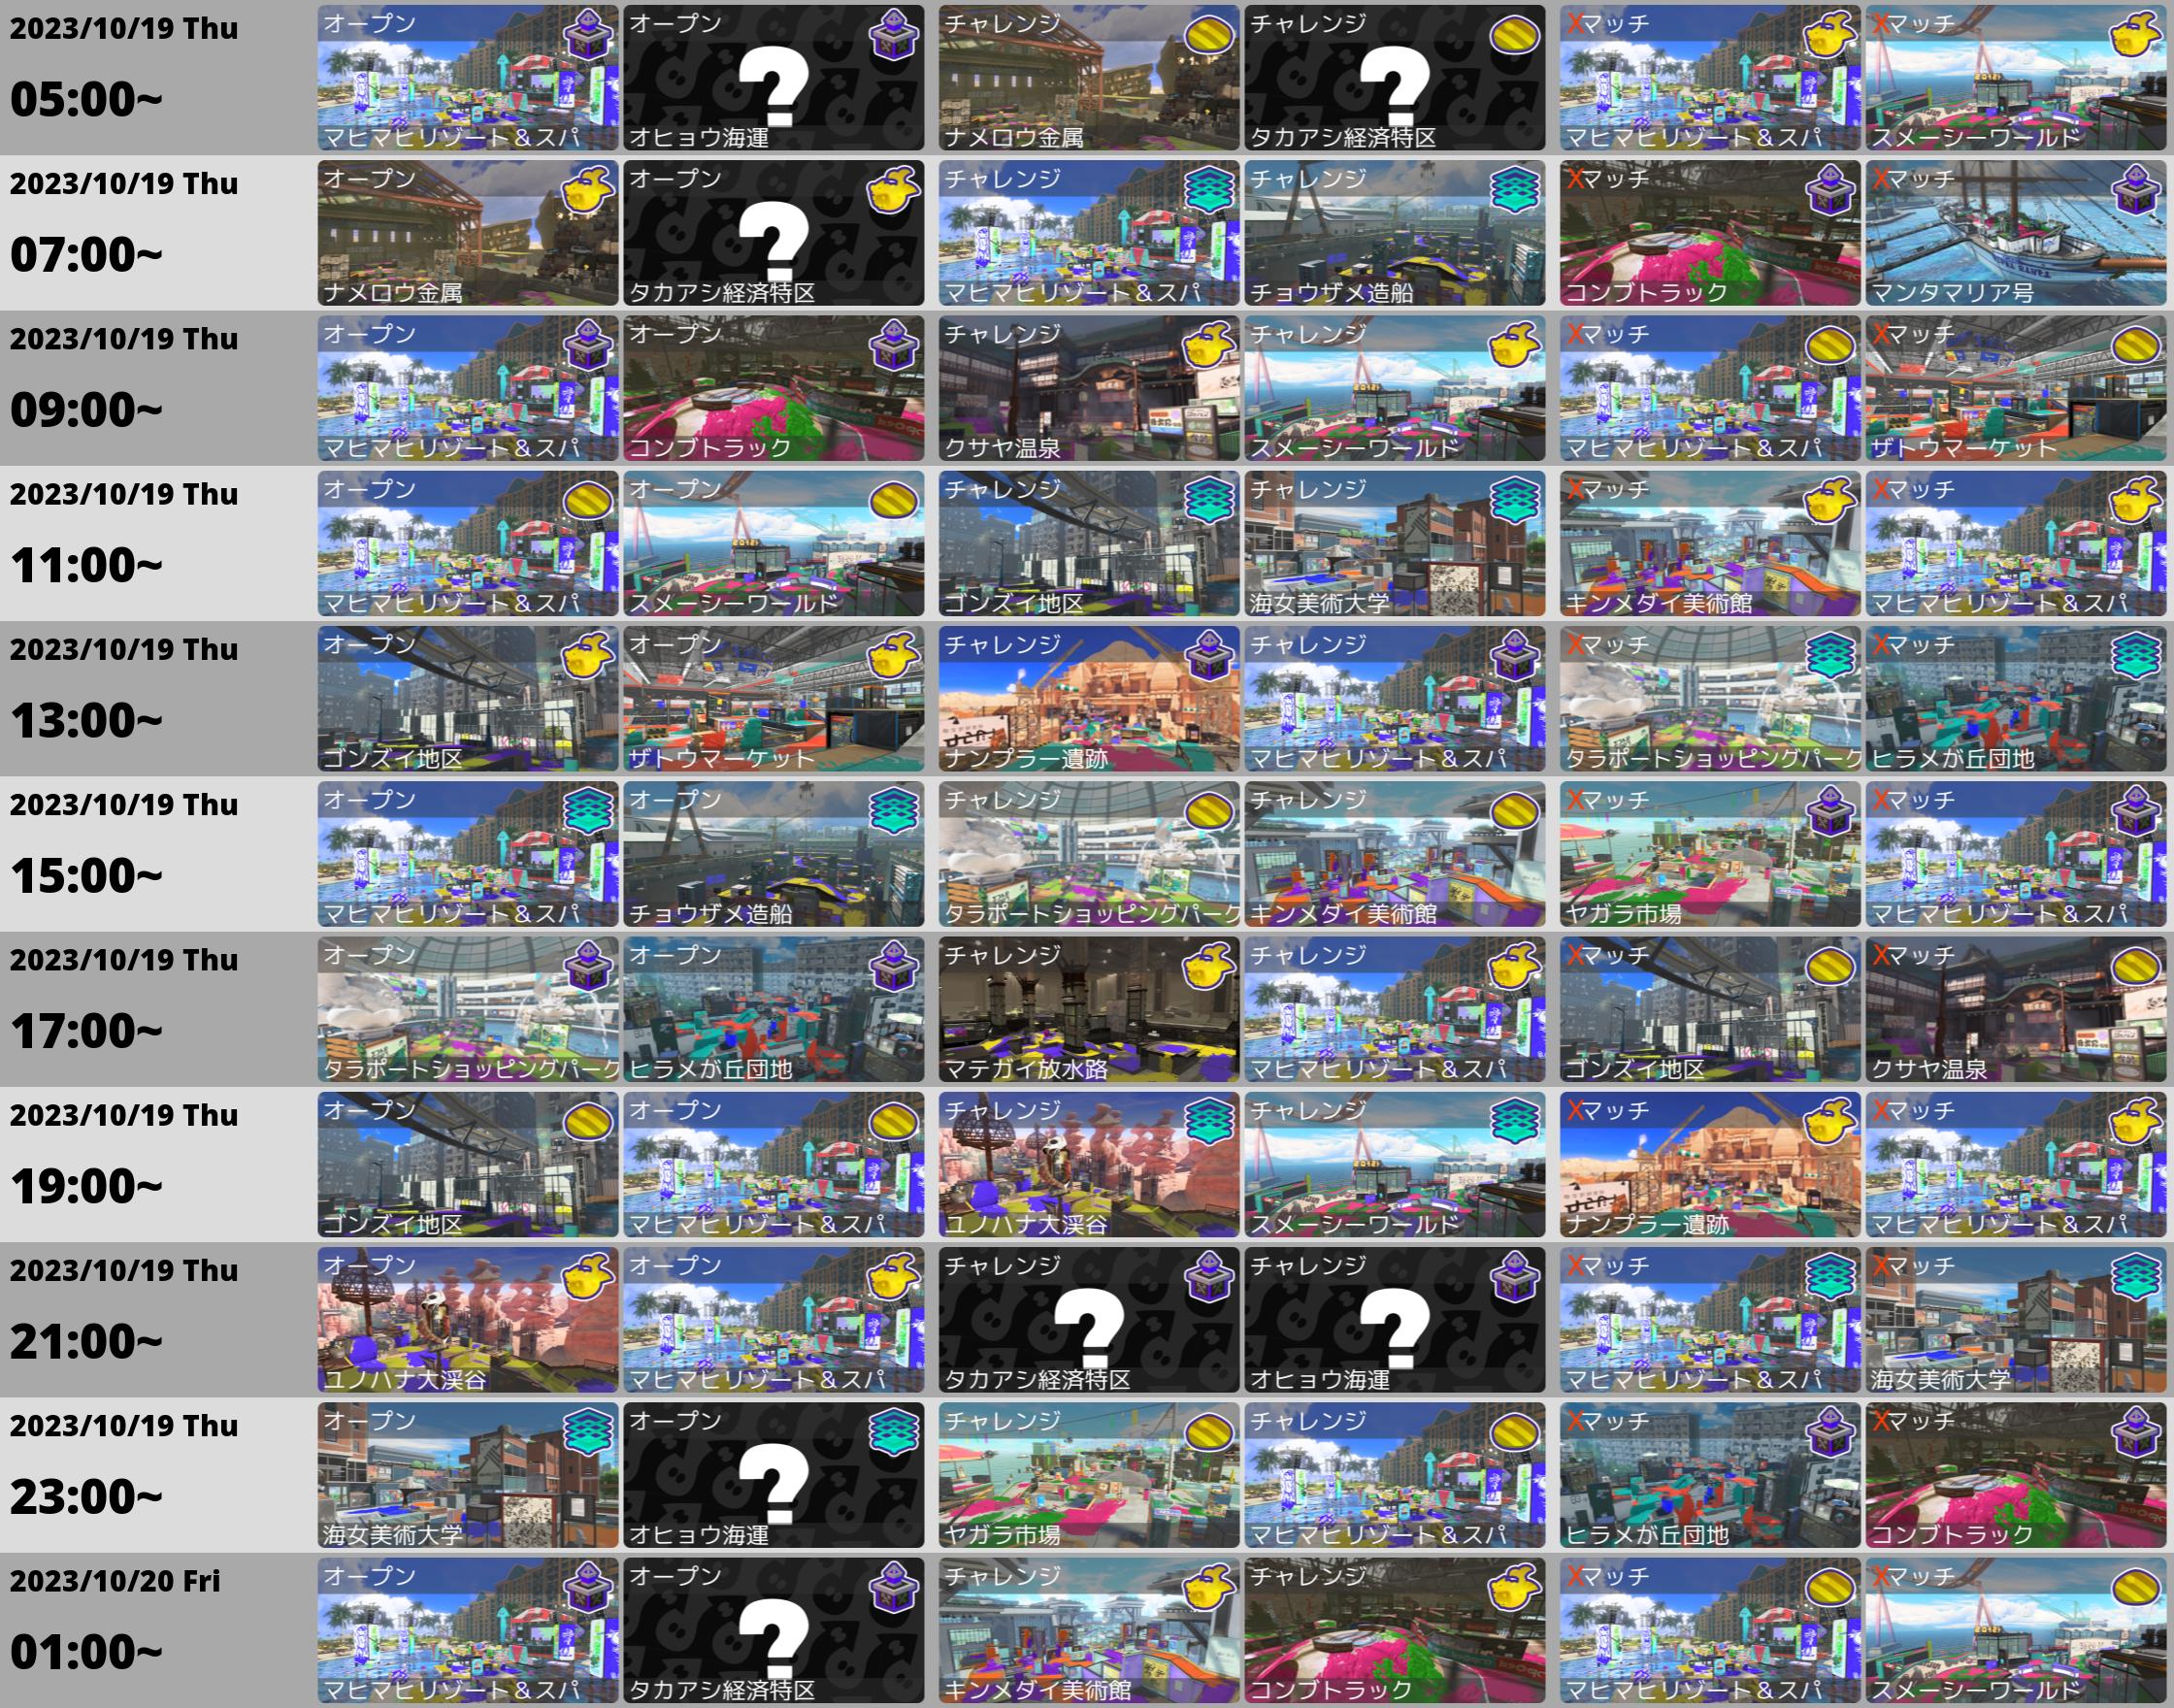 2023/10/19 Thu
05:00~
オープン
マヒマヒリゾート＆スパ
オープン
?
オヒョウ海運
チャレンジ
ナメロウ金属
チャレンジ
?
タカアシ経済特区
Xマッチ
マヒマヒリゾート＆スパ
Xマッチ
スメーシーワールド
2023/10/19 Thu
07:00~
オープン
ナメロウ金属
オープン
?
タカアシ経済特区
チャレンジ
マヒマヒリゾート＆スパ
チャレンジ
チョウザメ造船
Xマッチ
コンブトラック
Xマッチ
マンタマリア号
2023/10/19 Thu
09:00~
オープン
マヒマヒリゾート＆スパ
オープン
コンブトラック
チャレンジ
クサヤ温泉
チャレンジ
スメーシーワールド
Xマッチ
マヒマヒリゾート＆スパ
Xマッチ
ザトウマーケット
2023/10/19 Thu
11:00~
オープン
マヒマヒリゾート＆スパ
オープン
スメーシーワールド
チャレンジ
ゴンズイ地区
チャレンジ
海女美術大学
Xマッチ
キンメダイ美術館
Xマッチ
マヒマヒリゾート＆スパ
2023/10/19 Thu
13:00~
オープン
ゴンズイ地区
オープン
ザトウマーケット
チャレンジ
ナンプラー遺跡
チャレンジ
マヒマヒリゾート＆スパ
Xマッチ
タラポートショッピングパーク
Xマッチ
ヒラメが丘団地
2023/10/19 Thu
15:00~
オープン
マヒマヒリゾート＆スパ
オープン
チョウザメ造船
チャレンジ
タラポートショッピングパーク
チャレンジ
キンメダイ美術館
Xマッチ
ヤガラ市場
Xマッチ
マヒマヒリゾート＆スパ
2023/10/19 Thu
17:00~
オープン
タラポートショッピングパーク
オープン
ヒラメが丘団地
チャレンジ
マテガイ放水路
チャレンジ
マヒマヒリゾート＆スパ
Xマッチ
ゴンズイ地区
Xマッチ
クサヤ温泉
2023/10/19 Thu
19:00~
オープン
ゴンズイ地区
オープン
マヒマヒリゾート＆スパ
チャレンジ
ユノハナ大渓谷
チャレンジ
スメーシーワールド
Xマッチ
ナンプラー遺跡
Xマッチ
マヒマヒリゾート＆スパ
2023/10/19 Thu
21:00~
オープン
ユノハナ大渓谷
オープン
マヒマヒリゾート＆スパ
チャレンジ
?
タカアシ経済特区
チャレンジ
?
オヒョウ海運
Xマッチ
マヒマヒリゾート＆スパ
Xマッチ
海女美術大学
2023/10/19 Thu
23:00~
オープン
海女美術大学
オープン
?
オヒョウ海運
チャレンジ
ヤガラ市場
チャレンジ
マヒマヒリゾート＆スパ
Xマッチ
ヒラメが丘団地
Xマッチ
コンブトラック
2023/10/20 Fri
01:00~
オープン
マヒマヒリゾート＆スパ
オープン
?
タカアシ経済特区
チャレンジ
キンメダイ美術館
チャレンジ
コンブトラック
Xマッチ
マヒマヒリゾート＆スパ
Xマッチ
スメーシーワールド